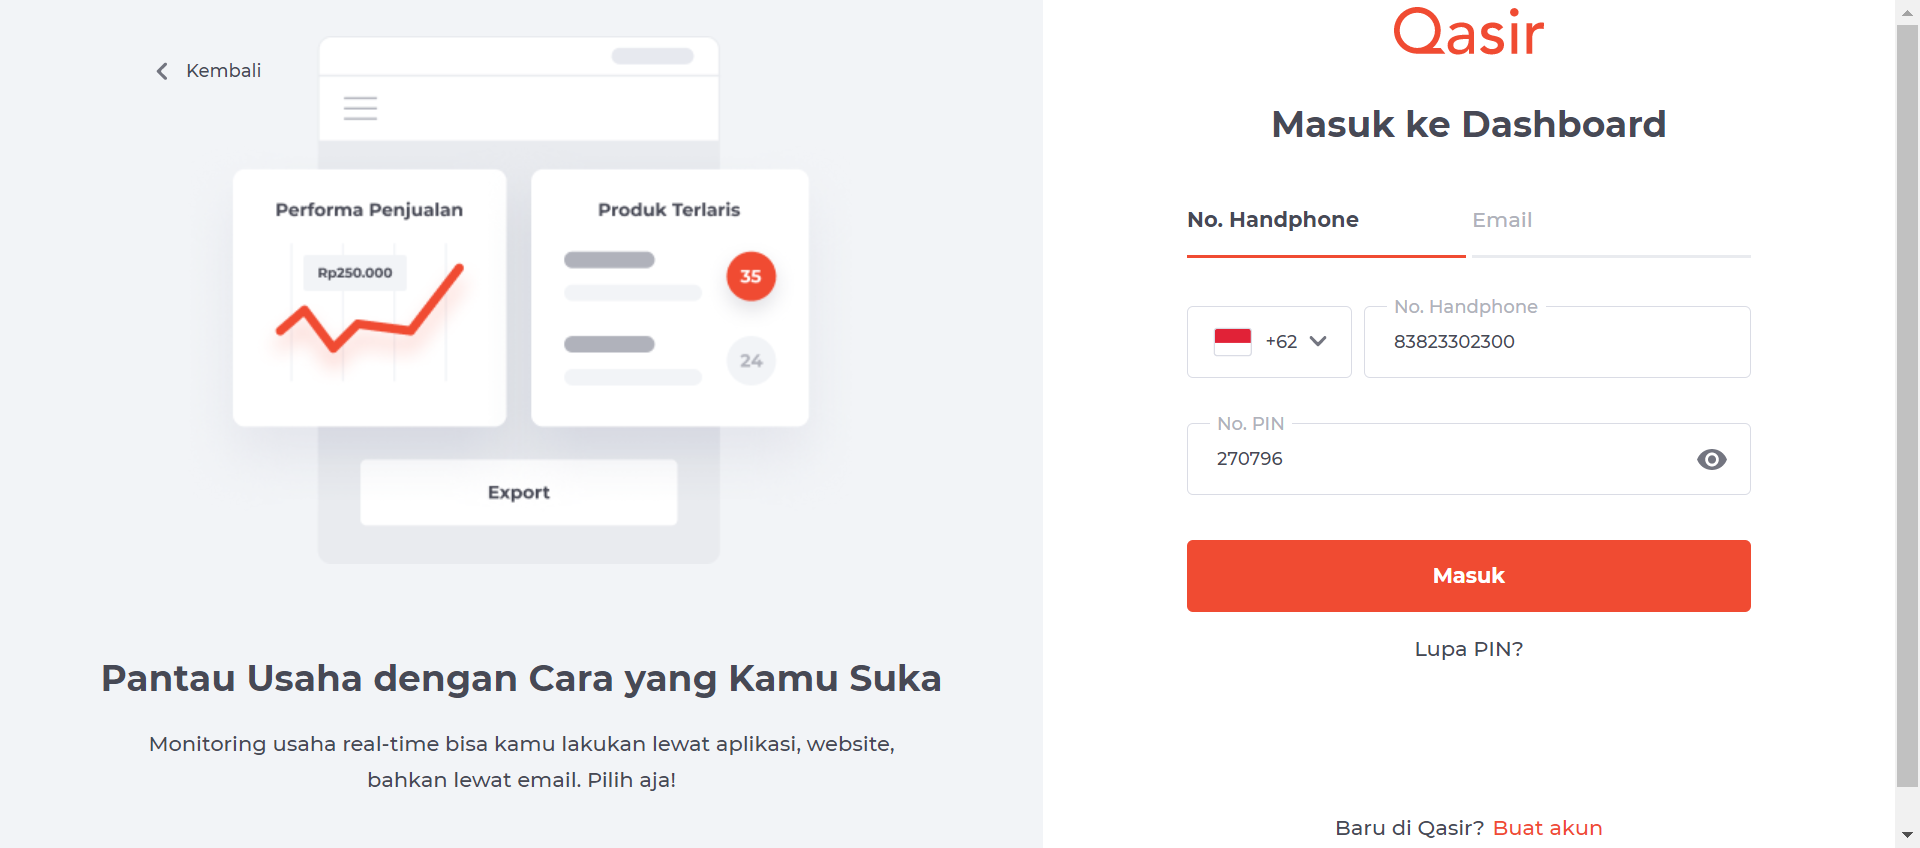 Kembali
Performa Penjualan
Rp250.000
Produk Terlaris
35
24
Export
Pantau Usaha dengan Cara yang Kamu Suka
Monitoring usaha real-time bisa kamu lakukan lewat aplikasi, website,
bahkan lewat email. Pilih aja!
Qasir
Masuk ke Dashboard
No. Handphone
Email
+62
No. Handphone
83823302300
No. PIN
270796
Masuk
Lupa PIN?
Baru di Qasir? Buat akun